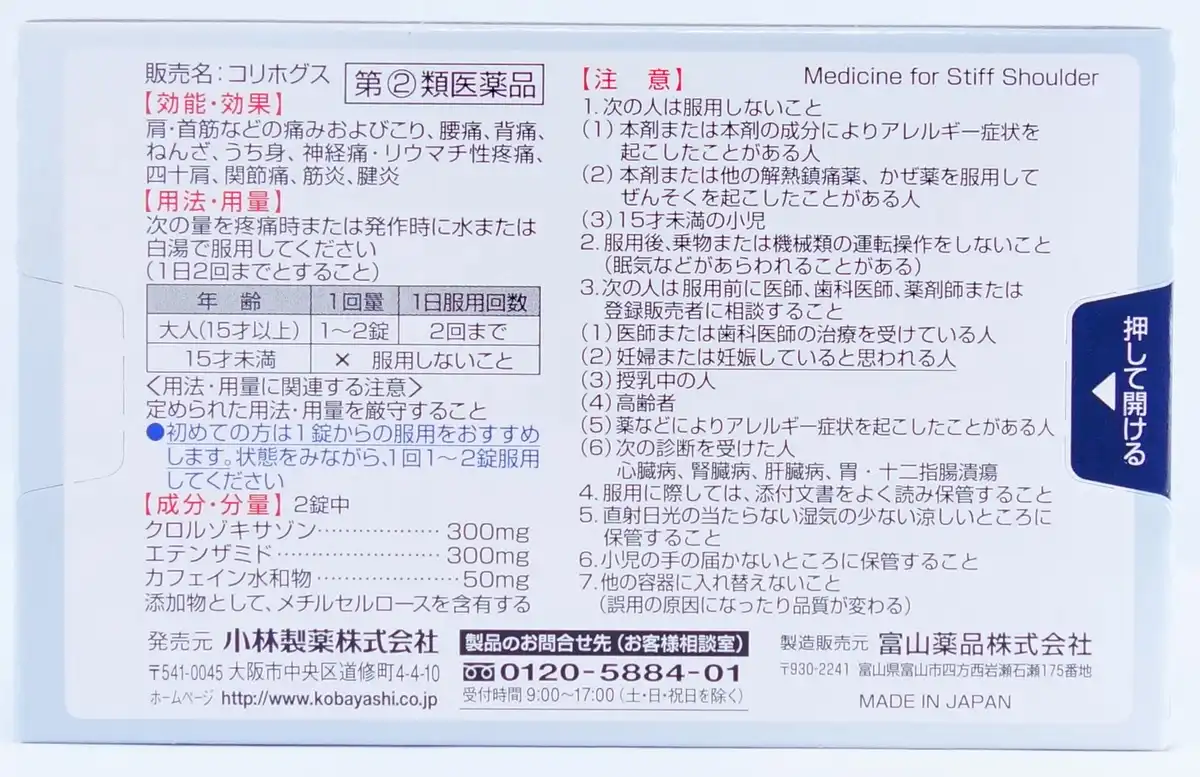 販売名：コリホグス
第②類医薬品
【効能・効果】
肩・首筋などの痛みおよびこり、腰痛、背痛、
ねんざ、うち身、神経痛・リウマチ性疼痛、
四十肩、関節痛、筋炎、腱炎
【用法・用量】
次の量を疼痛時または発作時に水または
白湯で服用してください
（1日2回までとすること）
年 齢 1回量 1日服用回数
大人（15才以上） 1～2錠 2回まで
15才未満 × 服用しないこと
〈用法・用量に関連する注意〉
定められた用法・用量を厳守すること
●初めての方は1錠からの服用をおすすめ
します。状態をみながら、1回1～2錠服用
してください
【成分・分量】2錠中
クロルゾキサゾン……………300mg
エテンザミド…………………300mg
カフェイン水和物………………50mg
添加物として、メチルセルロースを含有する
【注 意】
Medicine for Stiff Shoulder
1.次の人は服用しないこと
（1）本剤または本剤の成分によりアレルギー症状を
起こしたことがある人
（2）本剤または他の解熱鎮痛薬、かぜ薬を服用して
ぜんそくを起こしたことがある人
（3）15才未満の小児
2.服用後、乗物または機械類の運転操作をしないこと
（眠気などがあらわれることがある）
3.次の人は服用前に医師、歯科医師、薬剤師または
登録販売者に相談すること
（1）医師または歯科医師の治療を受けている人
（2）妊婦または妊娠していると思われる人
（3）授乳中の人
（4）高齢者
（5）薬などによりアレルギー症状を起こしたことがある人
（6）次の診断を受けた人
心臓病、腎臓病、肝臓病、胃・十二指腸潰瘍
4.服用に際しては、添付文書をよく読み保管すること
5.直射日光の当たらない湿気の少ない涼しいところに
保管すること
6.小児の手の届かないところに保管すること
7.他の容器に入れ替えないこと
（誤用の原因になったり品質が変わる）
押して開ける
発売元 小林製薬株式会社
〒541-0045 大阪市中央区道修町4-4-10
ホームページ http://www.kobayashi.co.jp
製品のお問合せ先（お客様相談室）
0120-5884-01
受付時間 9:00～17:00（土・日・祝日を除く）
製造販売元 富山薬品株式会社
〒930-2241 富山県富山市四方西岩瀬石瀬175番地
MADE IN JAPAN